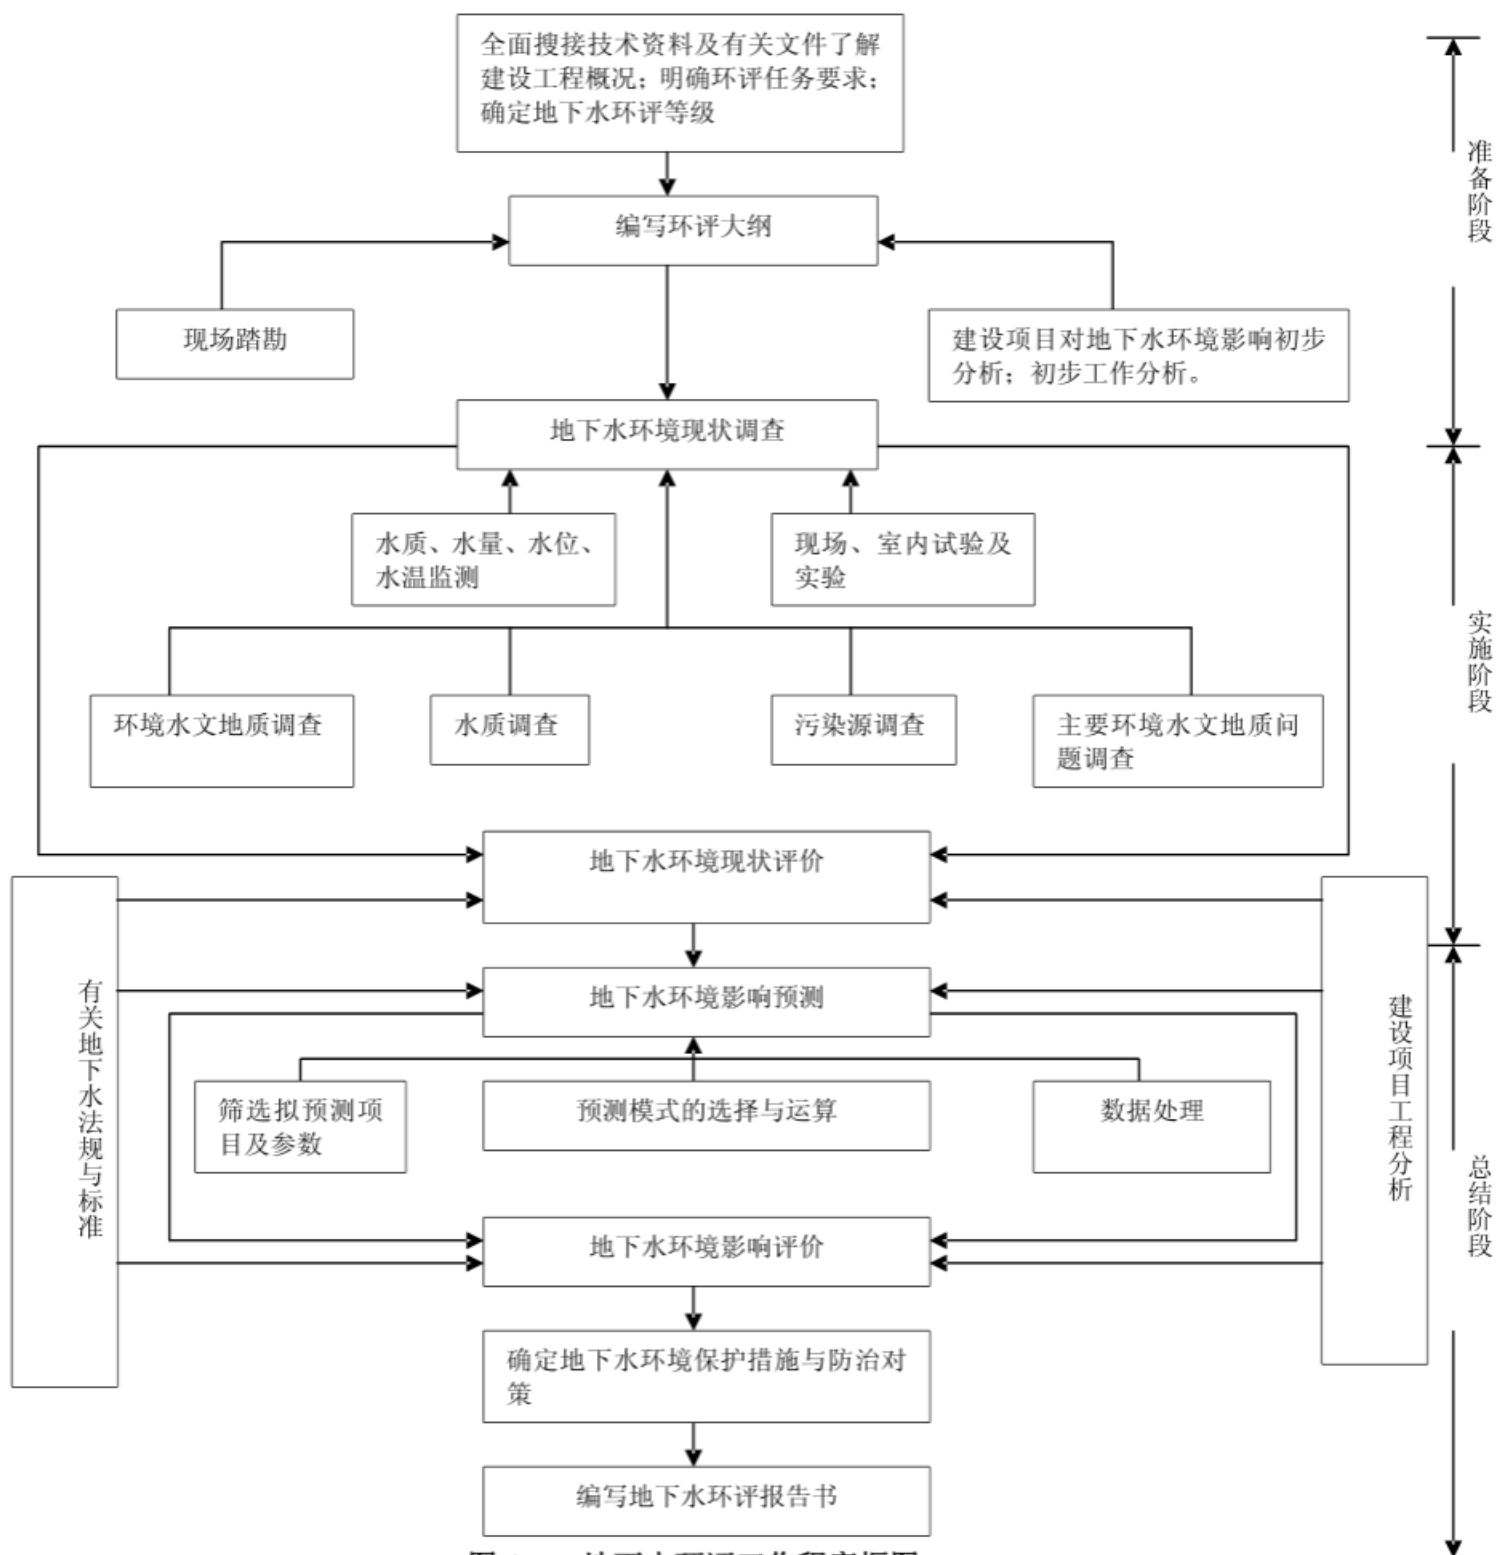 全面搜接技术资料及有关文件了解
建设工程概况；明确环评任务要求；
确定地下水环评等级
准备阶段
编写环评大纲
现场踏勘
建设项目对地下水环境影响初步
分析；初步工作分析。
地下水环境现状调查
水质、水量、水位、
水温监测
现场、室内试验及
实验
实施阶段
环境水文地质调查
水质调查
污染源调查
主要环境水文地质问
题调查
地下水环境现状评价
有关地下水法规与标准
地下水环境影响预测
建设项目工程分析
筛选拟预测项
目及参数
预测模式的选择与运算
数据处理
总结阶段
地下水环境影响评价
确定地下水环境保护措施与防治对
策
编写地下水环评报告书